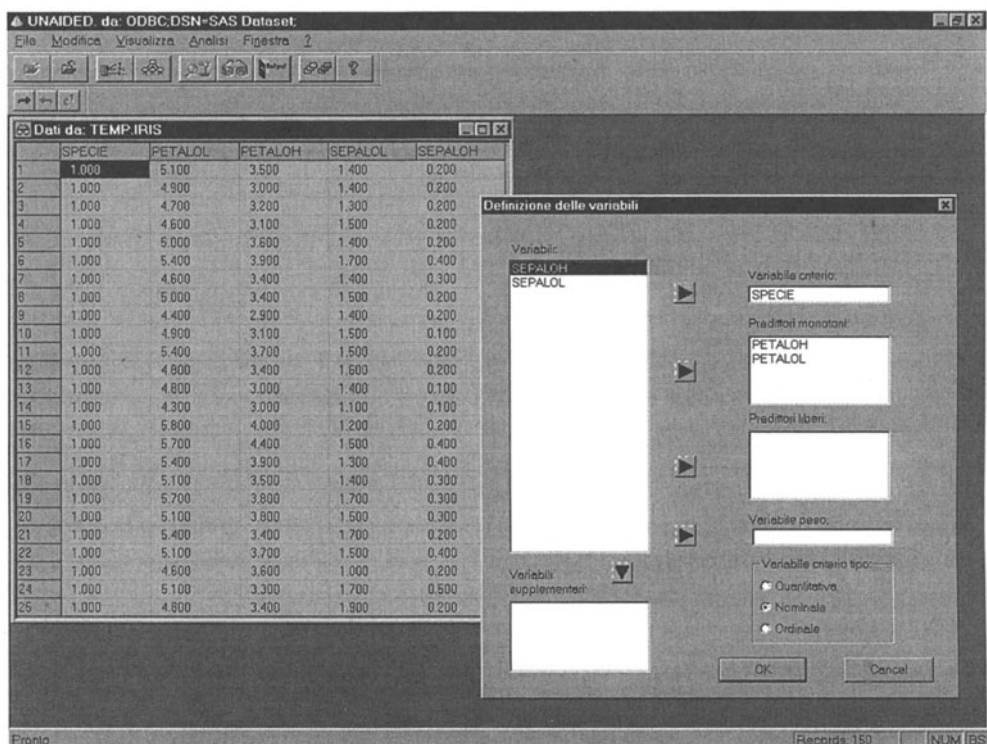 UNAIDED. da: ODBC;DSN=SAS Dataset;
File Modifica Visualizza Analisi Finestra ?
Dati da: TEMP.IRIS
SPECIE PETALOL PETALOH SEPALOL SEPALOH
1 1.000 5.100 3.500 1.400 0.200
2 1.000 4.900 3.000 1.400 0.200
3 1.000 4.700 3.200 1.300 0.200
4 1.000 4.600 3.100 1.500 0.200
5 1.000 5.000 3.600 1.400 0.200
6 1.000 5.400 3.900 1.700 0.400
7 1.000 4.600 3.400 1.400 0.300
8 1.000 5.000 3.400 1.500 0.200
9 1.000 4.400 2.900 1.400 0.200
10 1.000 4.900 3.100 1.500 0.100
11 1.000 5.400 3.700 1.500 0.200
12 1.000 4.800 3.400 1.600 0.200
13 1.000 4.800 3.000 1.400 0.100
14 1.000 4.300 3.000 1.100 0.100
15 1.000 5.800 4.000 1.200 0.200
16 1.000 5.700 4.400 1.500 0.400
17 1.000 5.400 3.900 1.300 0.400
18 1.000 5.100 3.500 1.400 0.300
19 1.000 5.700 3.800 1.700 0.300
20 1.000 5.100 3.800 1.500 0.300
21 1.000 5.400 3.400 1.700 0.200
22 1.000 5.100 3.700 1.500 0.400
23 1.000 4.600 3.600 1.000 0.200
24 1.000 5.100 3.300 1.700 0.500
25 1.000 4.800 3.400 1.900 0.200
Definizione delle variabili
Variabili:
SEPALOH
SEPALOL
Variabile criterio:
SPECIE
Predittori monotoni:
PETALOH
PETALOL
Predittori liberi:
Variabile peso:
Variabili supplementari:
Variabile criterio tipo:
Quantitativa
Nominale
Ordinale
OK Cancel
Pronto Records: 150 NUM BS